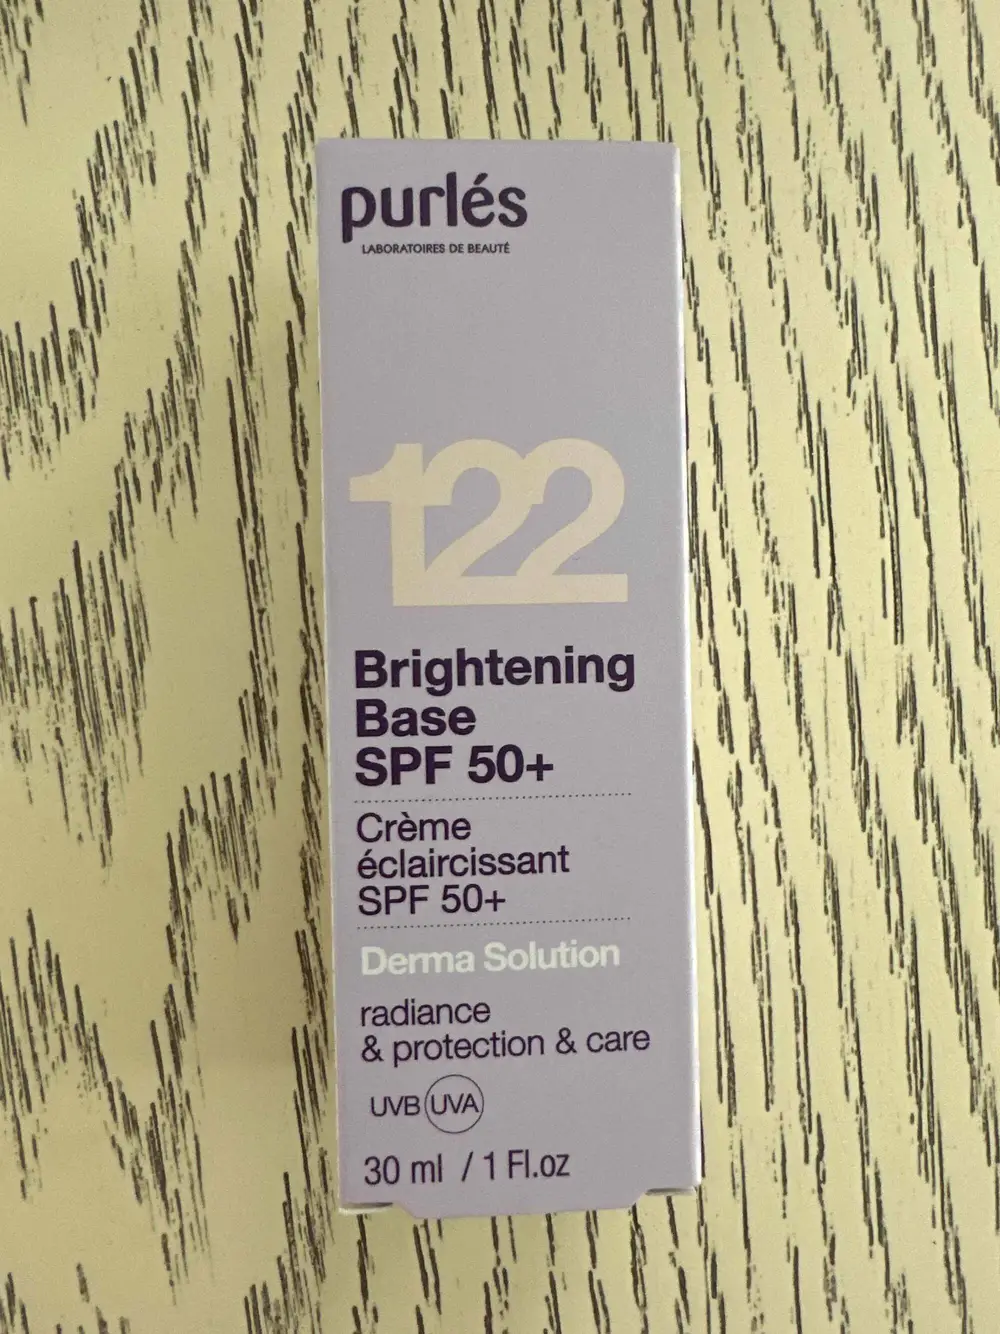 purlés
LABORATOIRES DE BEAUTÉ
122
Brightening
Base
SPF 50+
Crème
éclaircissant
SPF 50+
Derma Solution
radiance
& protection & care
UVB UVA
30 ml / 1 Fl.oz